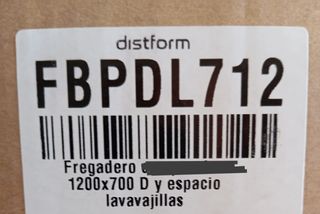 distform
FBPDL712
Fregadero
1200x700 D y espacio
lavavajillas